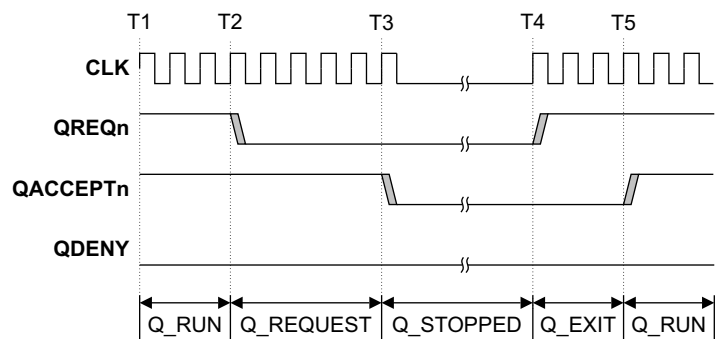 T1 T2 T3 T4 T5
CLK
QREQn
QACCEPTn
QDENY
Q_RUN Q_REQUEST Q_STOPPED Q_EXIT Q_RUN